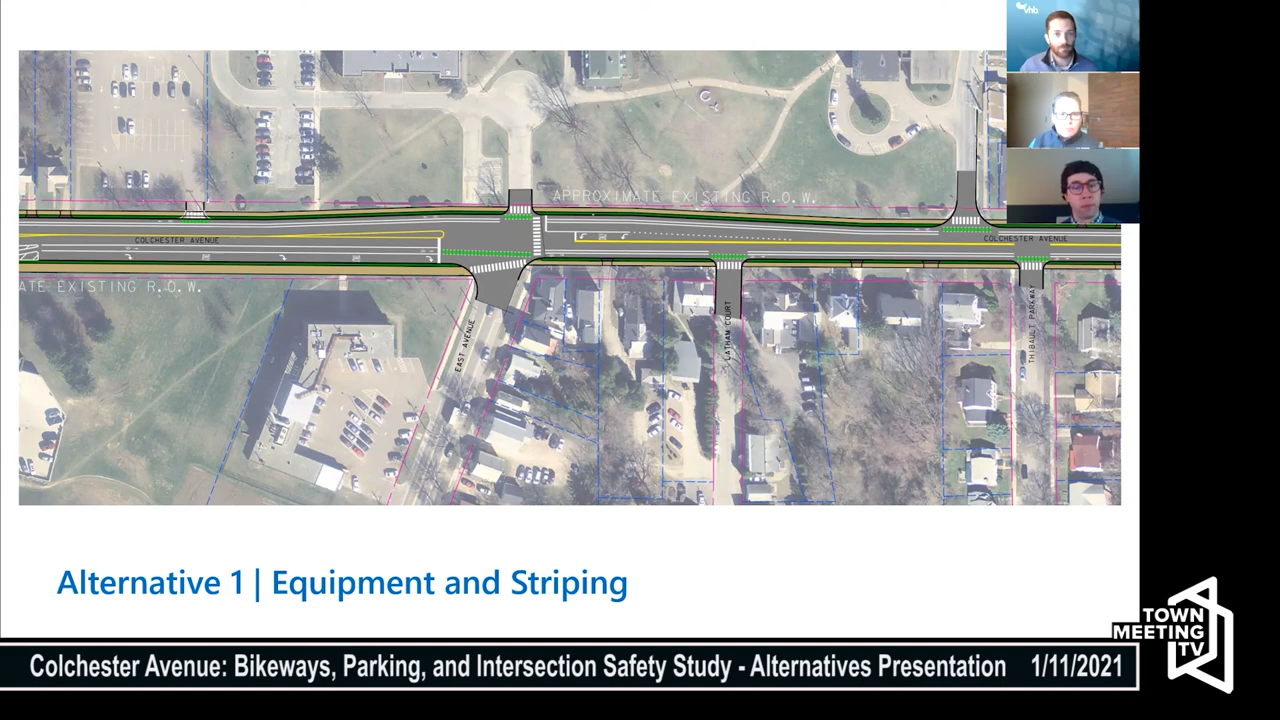 vhb
APPROXIMATE EXISTING R.O.W.
COLCHESTER AVENUE
COLCHESTER AVENUE
ATE EXISTING R.O.W.
EAST AVENUE
LATHAM COURT
THIBAULT PARKWAY
Alternative 1 | Equipment and Striping
TOWN
MEETING
TV
Colchester Avenue: Bikeways, Parking, and Intersection Safety Study - Alternatives Presentation 1/11/2021